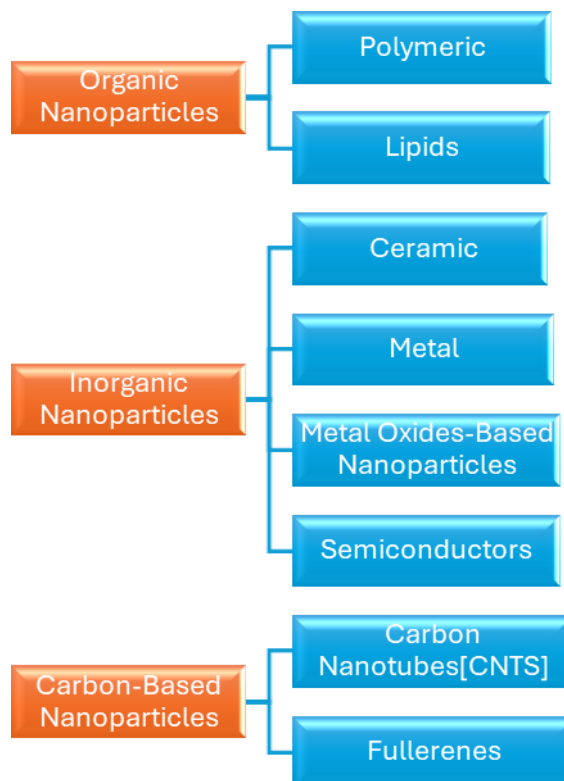 Organic
Nanoparticles
Polymeric
Lipids
Inorganic
Nanoparticles
Ceramic
Metal
Metal Oxides-Based
Nanoparticles
Semiconductors
Carbon-Based
Nanoparticles
Carbon
Nanotubes[CNTS]
Fullerenes